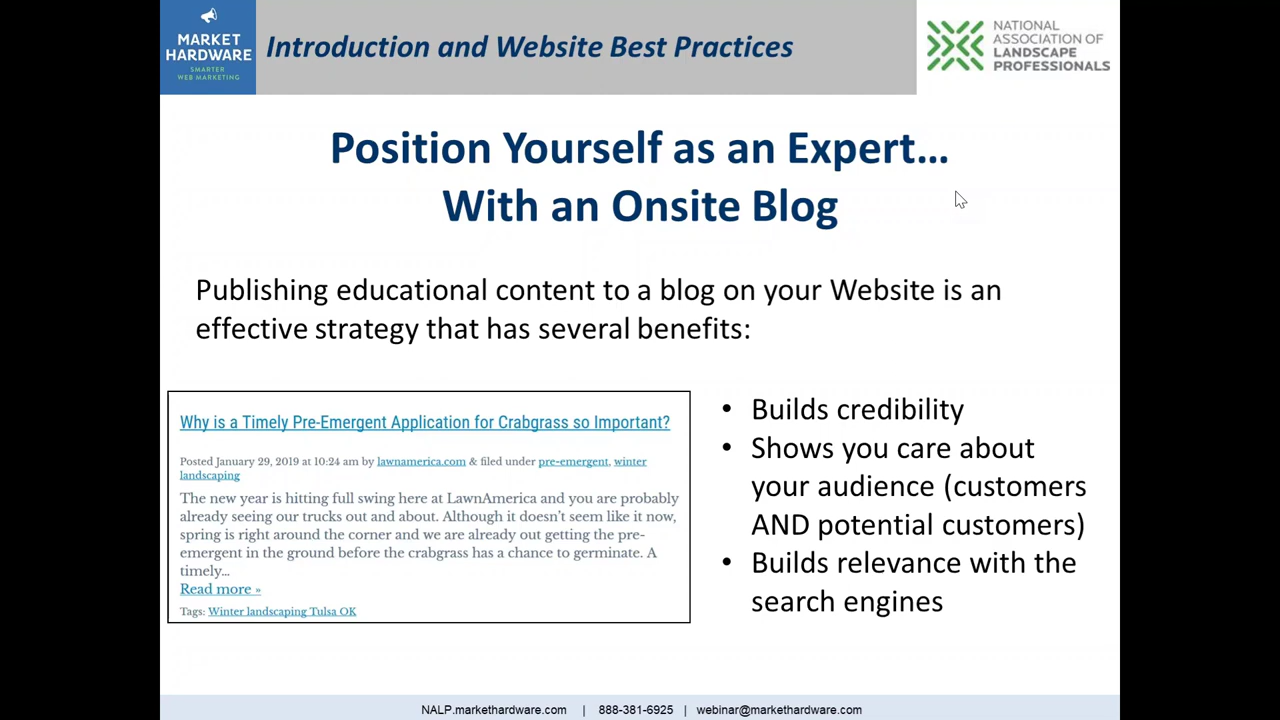 MARKET
HARDWARE
SMARTER
WEB MARKETING
Introduction and Website Best Practices
NATIONAL
ASSOCIATION OF
LANDSCAPE
PROFESSIONALS
Position Yourself as an Expert...
With an Onsite Blog
Publishing educational content to a blog on your Website is an
effective strategy that has several benefits:
Why is a Timely Pre-Emergent Application for Crabgrass so Important?
Posted January 29, 2019 at 10:24 am by lawnamerica.com & filed under pre-emergent, winter
landscaping
The new year is hitting full swing here at LawnAmerica and you are probably
already seeing our trucks out and about. Although it doesn't seem like it now,
spring is right around the corner and we are already out getting the pre-
emergent in the ground before the crabgrass has a chance to germinate. A
timely...
Read more »
Tags: Winter landscaping Tulsa OK
• Builds credibility
• Shows you care about
your audience (customers
AND potential customers)
• Builds relevance with the
search engines
NALP.markethardware.com | 888-381-6925 | webinar@markethardware.com